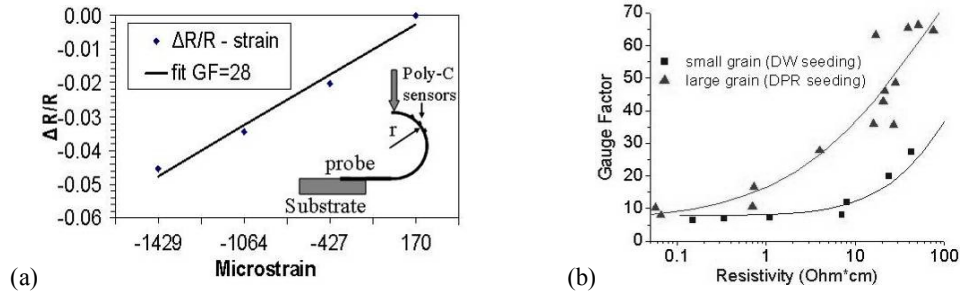 0.00
-0.01
-0.02
-0.03
-0.04
-0.05
-0.06
ΔR/R
ΔR/R - strain
fit GF=28
Poly-C
sensors
r
probe
Substrate
-1429
-1064
-427
170
Microstrain
(a)
70
60
50
40
30
20
10
0
Gauge Factor
small grain (DW seeding)
large grain (DPR seeding)
0.1
1
10
100
Resistivity (Ohm*cm)
(b)